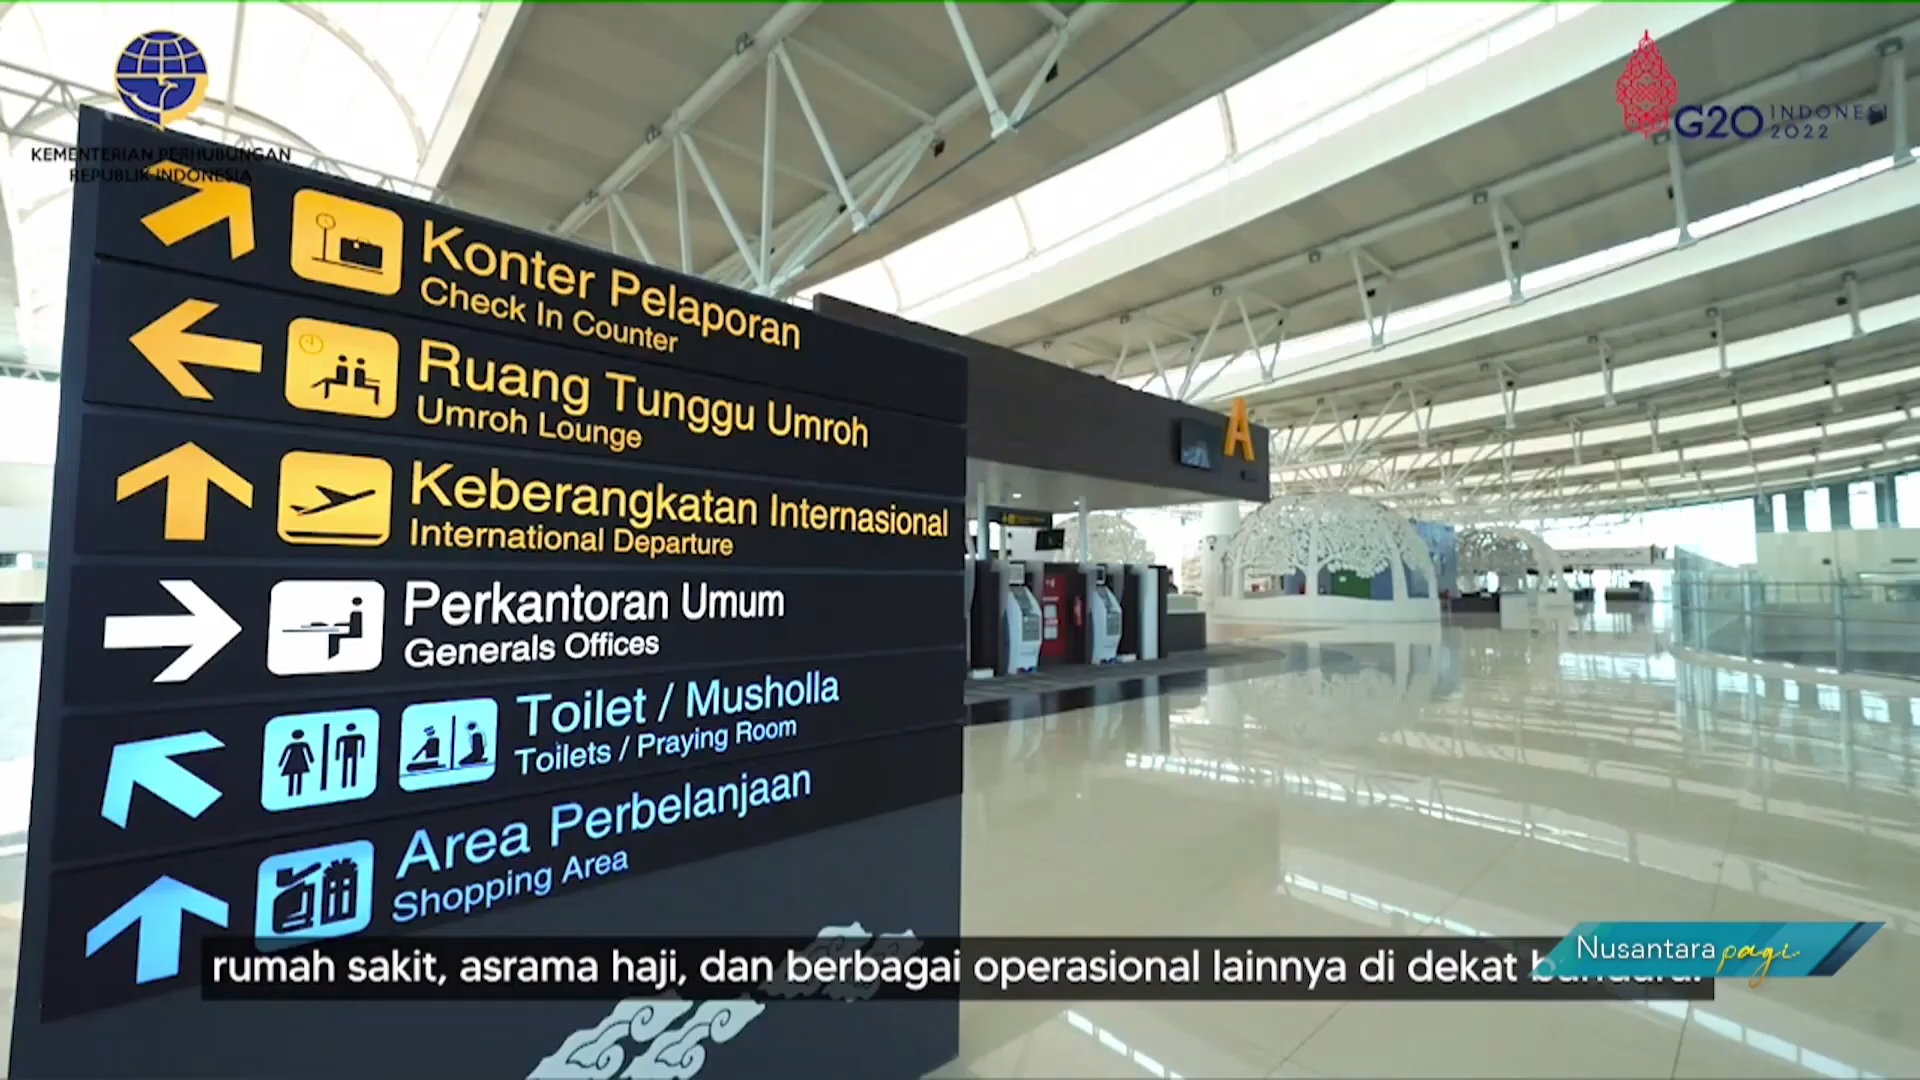 KEMENTERIAN PERHUBUNGAN
REPUBLIK INDONESIA
G20 INDONESI
2022
Konter Pelaporan
Check In Counter
Ruang Tunggu Umroh
Umroh Lounge
Keberangkatan Internasional
International Departure
Perkantoran Umum
Generals Offices
Toilet / Musholla
Toilets / Praying Room
Area Perbelanjaan
Shopping Area
A
rumah sakit, asrama haji, dan berbagai operasional lainnya di dekat
Nusantara pagi